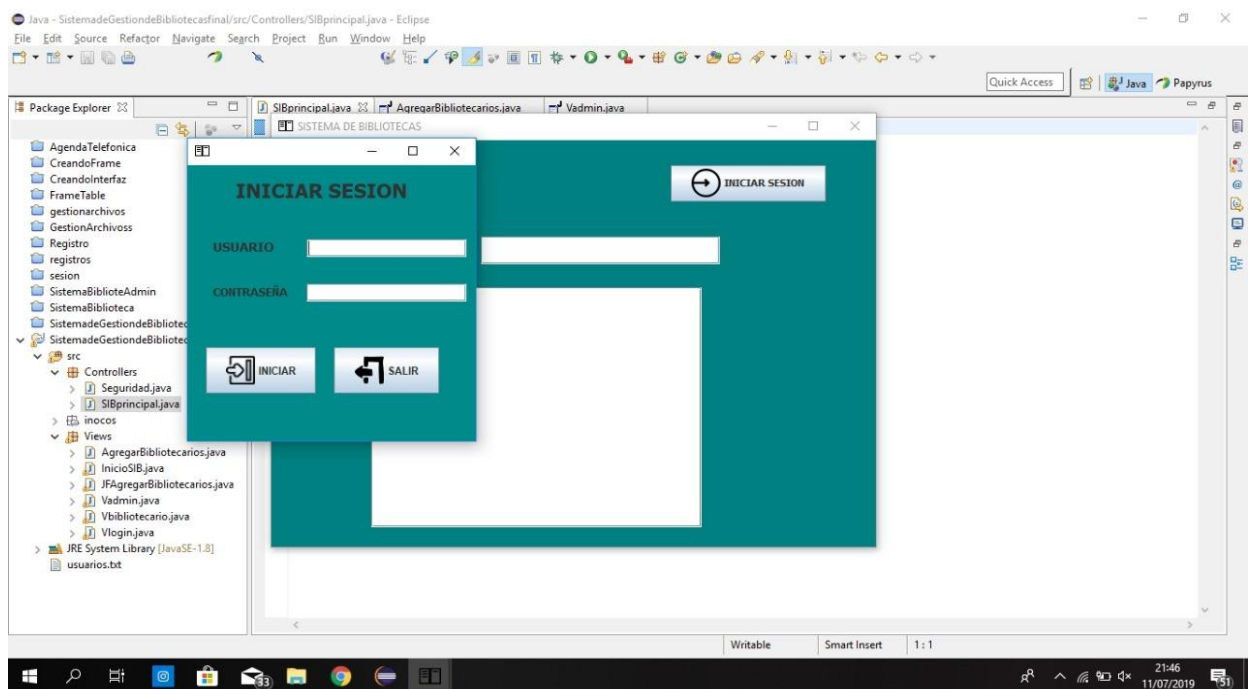 Java - SistemadeGestiondeBibliotecasfinal/src/Controllers/SIBprincipal.java - Eclipse
File Edit Source Refactor Navigate Search Project Run Window Help
Quick Access
Java
Papyrus
Package Explorer
SIBprincipal.java
AgregarBibliotecarios.java
Vadmin.java
AgendaTelefonica
CreandoFrame
CreandoInterfaz
FrameTable
gestionarchivos
GestionArchivoss
Registro
registros
sesion
SistemaBiblioteAdmin
SistemaBiblioteca
SistemadeGestiondeBibliotec
SistemadeGestiondeBibliotec
src
Controllers
Seguridad.java
SIBprincipal.java
inocos
Views
AgregarBibliotecarios.java
InicioSIB.java
JFAgregarBibliotecarios.java
Vadmin.java
Vbibliotecario.java
Vlogin.java
JRE System Library [JavaSE-1.8]
usuarios.txt
SISTEMA DE BIBLIOTECAS
INICIAR SESION
INICIAR SESION
USUARIO
CONTRASEÑA
INICIAR
SALIR
Writable
Smart Insert
1 : 1
33
21:46
11/07/2019
51